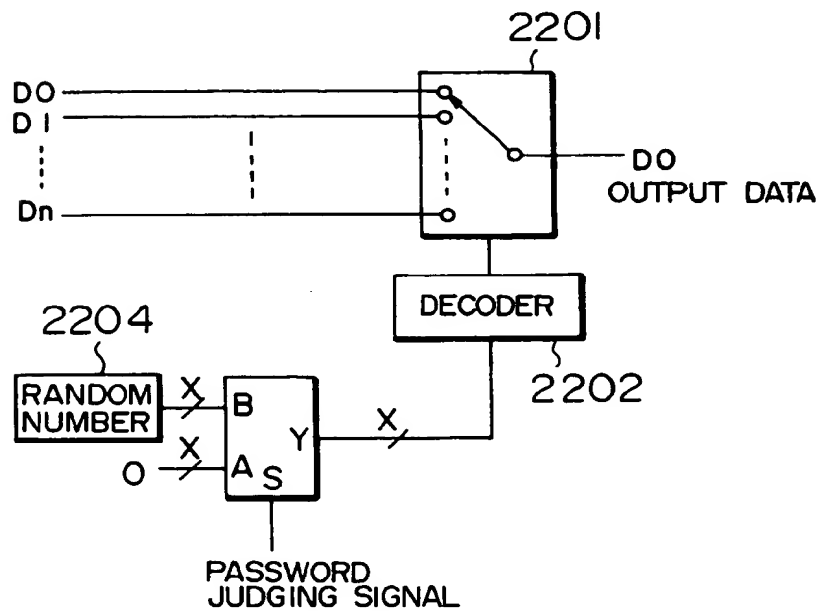 2201
D0
D1
Dn
D0
OUTPUT DATA
DECODER
2204
2202
RANDOM
NUMBER
X
B
X
Y
X
0
A
S
PASSWORD
JUDGING SIGNAL